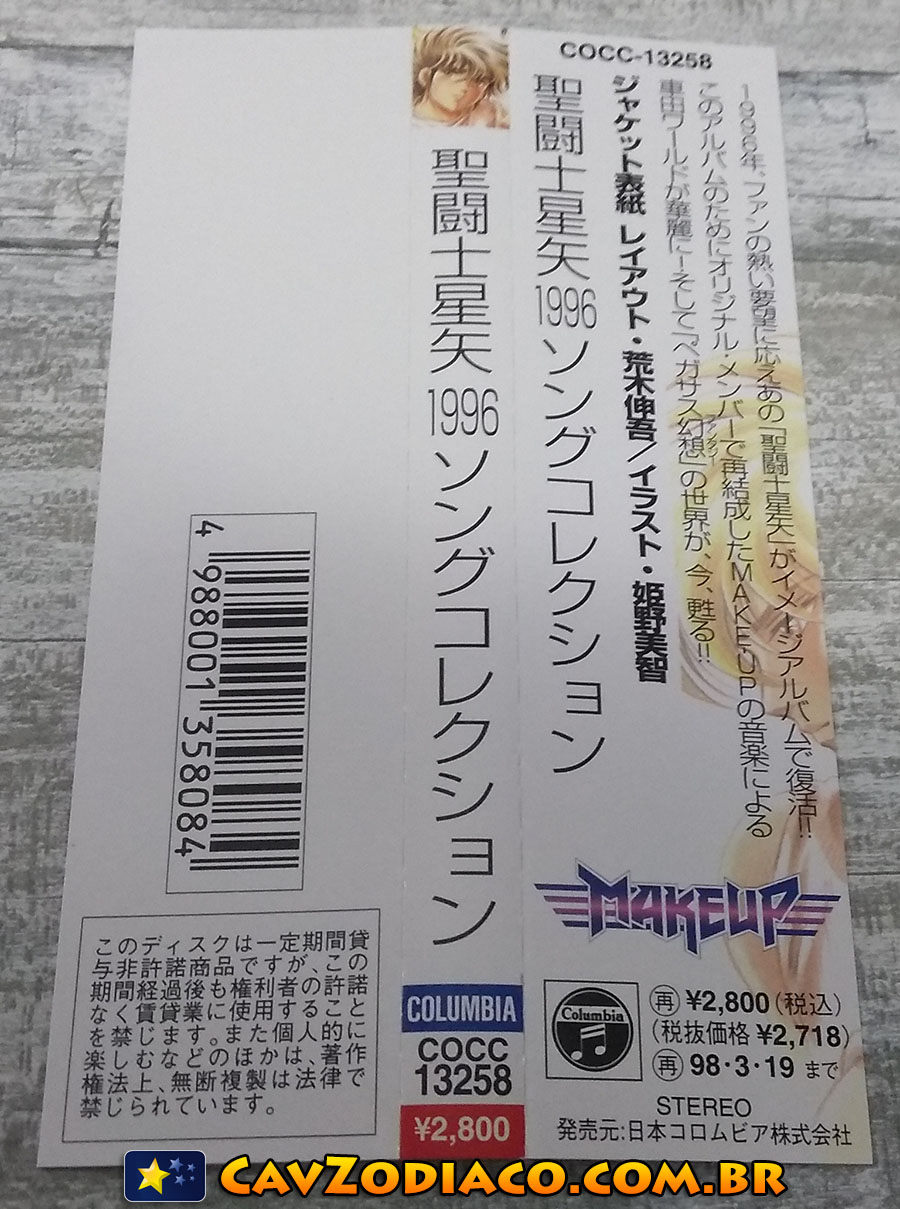 COCC-13258
1996年、ファンの熱い要望に応えあの「聖闘士星矢」がイメージアルバムで復活!!
このアルバムのためにオリジナル・メンバーで再結成したMAKE-UPの音楽による
車田ワールドが華麗に!そして「ペガサス幻想」の世界が、今、甦る!!
ファンタジー
ジャケット表紙 レイアウト・荒木伸吾/イラスト・姫野美智
聖闘士星矢 1996 ソングコレクション
MAKEUP
Columbia
再 ¥2,800(税込)
(税抜価格 ¥2,718)
再 98・3・19 まで
STEREO
発売元:日本コロムビア株式会社
聖闘士星矢 1996 ソングコレクション
COLUMBIA
COCC
13258
¥2,800
4 988001 358084
このディスクは一定期間貸
与非許諾商品ですが、この
期間経過後も権利者の許諾
なく賃貸業に使用すること
を禁じます。また個人的に
楽しむなどのほかは、著作
権法上、無断複製は法律で
禁じられています。
CavZodiaco.com.br